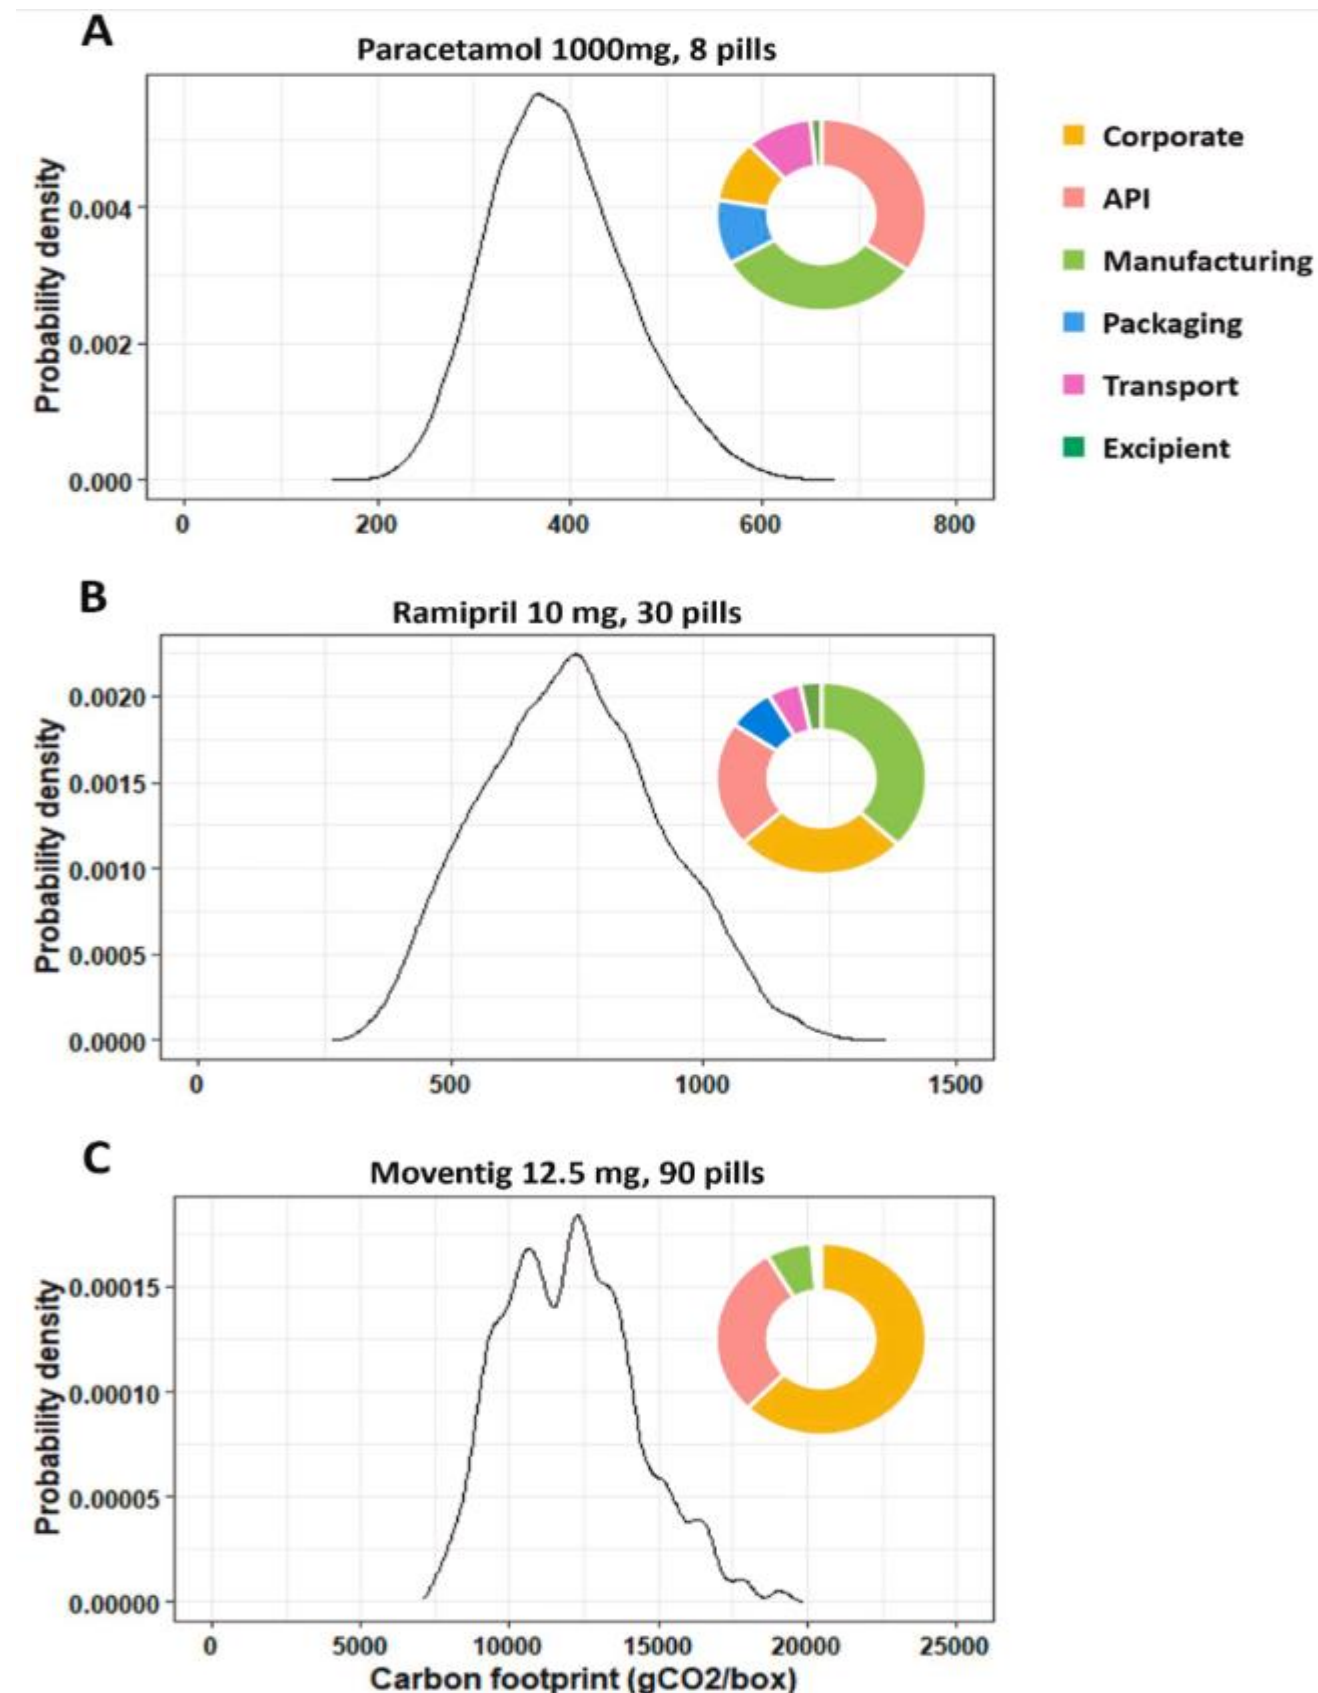 A
Paracetamol 1000mg, 8 pills
Probability density
0.004
0.002
0.000
0 200 400 600 800
Corporate
API
Manufacturing
Packaging
Transport
Excipient
B
Ramipril 10 mg, 30 pills
Probability density
0.0020
0.0015
0.0010
0.0005
0.0000
0 500 1000 1500
C
Moventig 12.5 mg, 90 pills
Probability density
0.00015
0.00010
0.00005
0.00000
0 5000 10000 15000 20000 25000
Carbon footprint (gCO2/box)